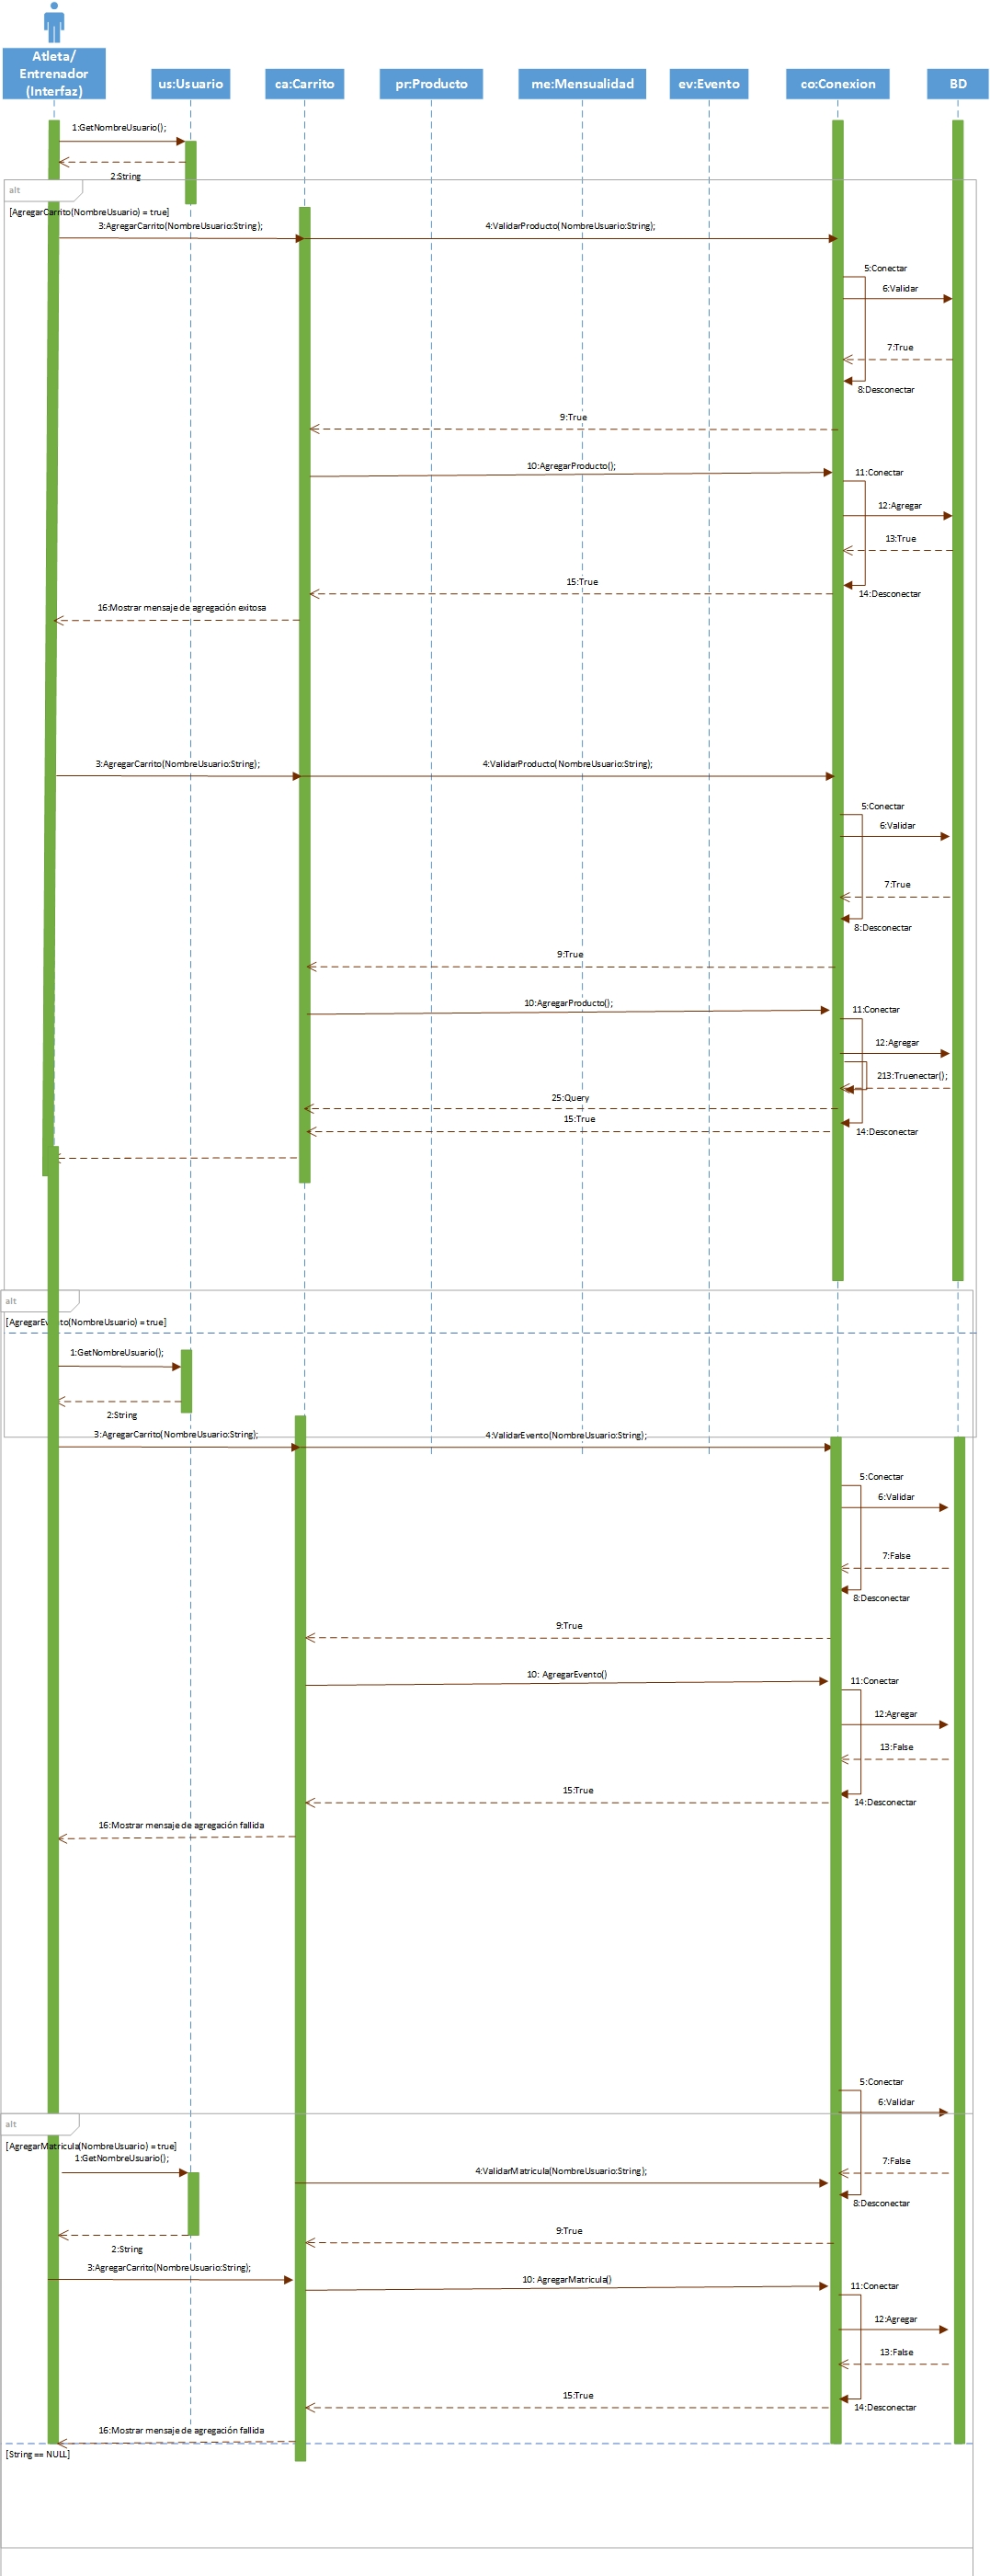 Atleta/
Entrenador
(Interfaz)
us:Usuario
ca:Carrito
pr:Producto
me:Mensualidad
ev:Evento
co:Conexion
BD
1:GetNombreUsuario();
2:String
alt
[AgregarCarrito(NombreUsuario) = true]
3:AgregarCarrito(NombreUsuario:String);
4:ValidarProducto(NombreUsuario:String);
5:Conectar
6:Validar
7:True
8:Desconectar
9:True
10:AgregarProducto();
11:Conectar
12:Agregar
13:True
15:True
14:Desconectar
16:Mostrar mensaje de agregación exitosa
3:AgregarCarrito(NombreUsuario:String);
4:ValidarProducto(NombreUsuario:String);
5:Conectar
6:Validar
7:True
8:Desconectar
9:True
10:AgregarProducto();
11:Conectar
12:Agregar
213:Truenectar();
25:Query
15:True
14:Desconectar
alt
[AgregarEvento(NombreUsuario) = true]
1:GetNombreUsuario();
2:String
3:AgregarCarrito(NombreUsuario:String);
4:ValidarEvento(NombreUsuario:String);
5:Conectar
6:Validar
7:False
8:Desconectar
9:True
10: AgregarEvento()
11:Conectar
12:Agregar
13:False
15:True
14:Desconectar
16:Mostrar mensaje de agregación fallida
5:Conectar
6:Validar
alt
[AgregarMatricula(NombreUsuario) = true]
1:GetNombreUsuario();
7:False
4:ValidarMatricula(NombreUsuario:String);
8:Desconectar
9:True
2:String
3:AgregarCarrito(NombreUsuario:String);
10: AgregarMatricula()
11:Conectar
12:Agregar
13:False
15:True
14:Desconectar
16:Mostrar mensaje de agregación fallida
[String == NULL]